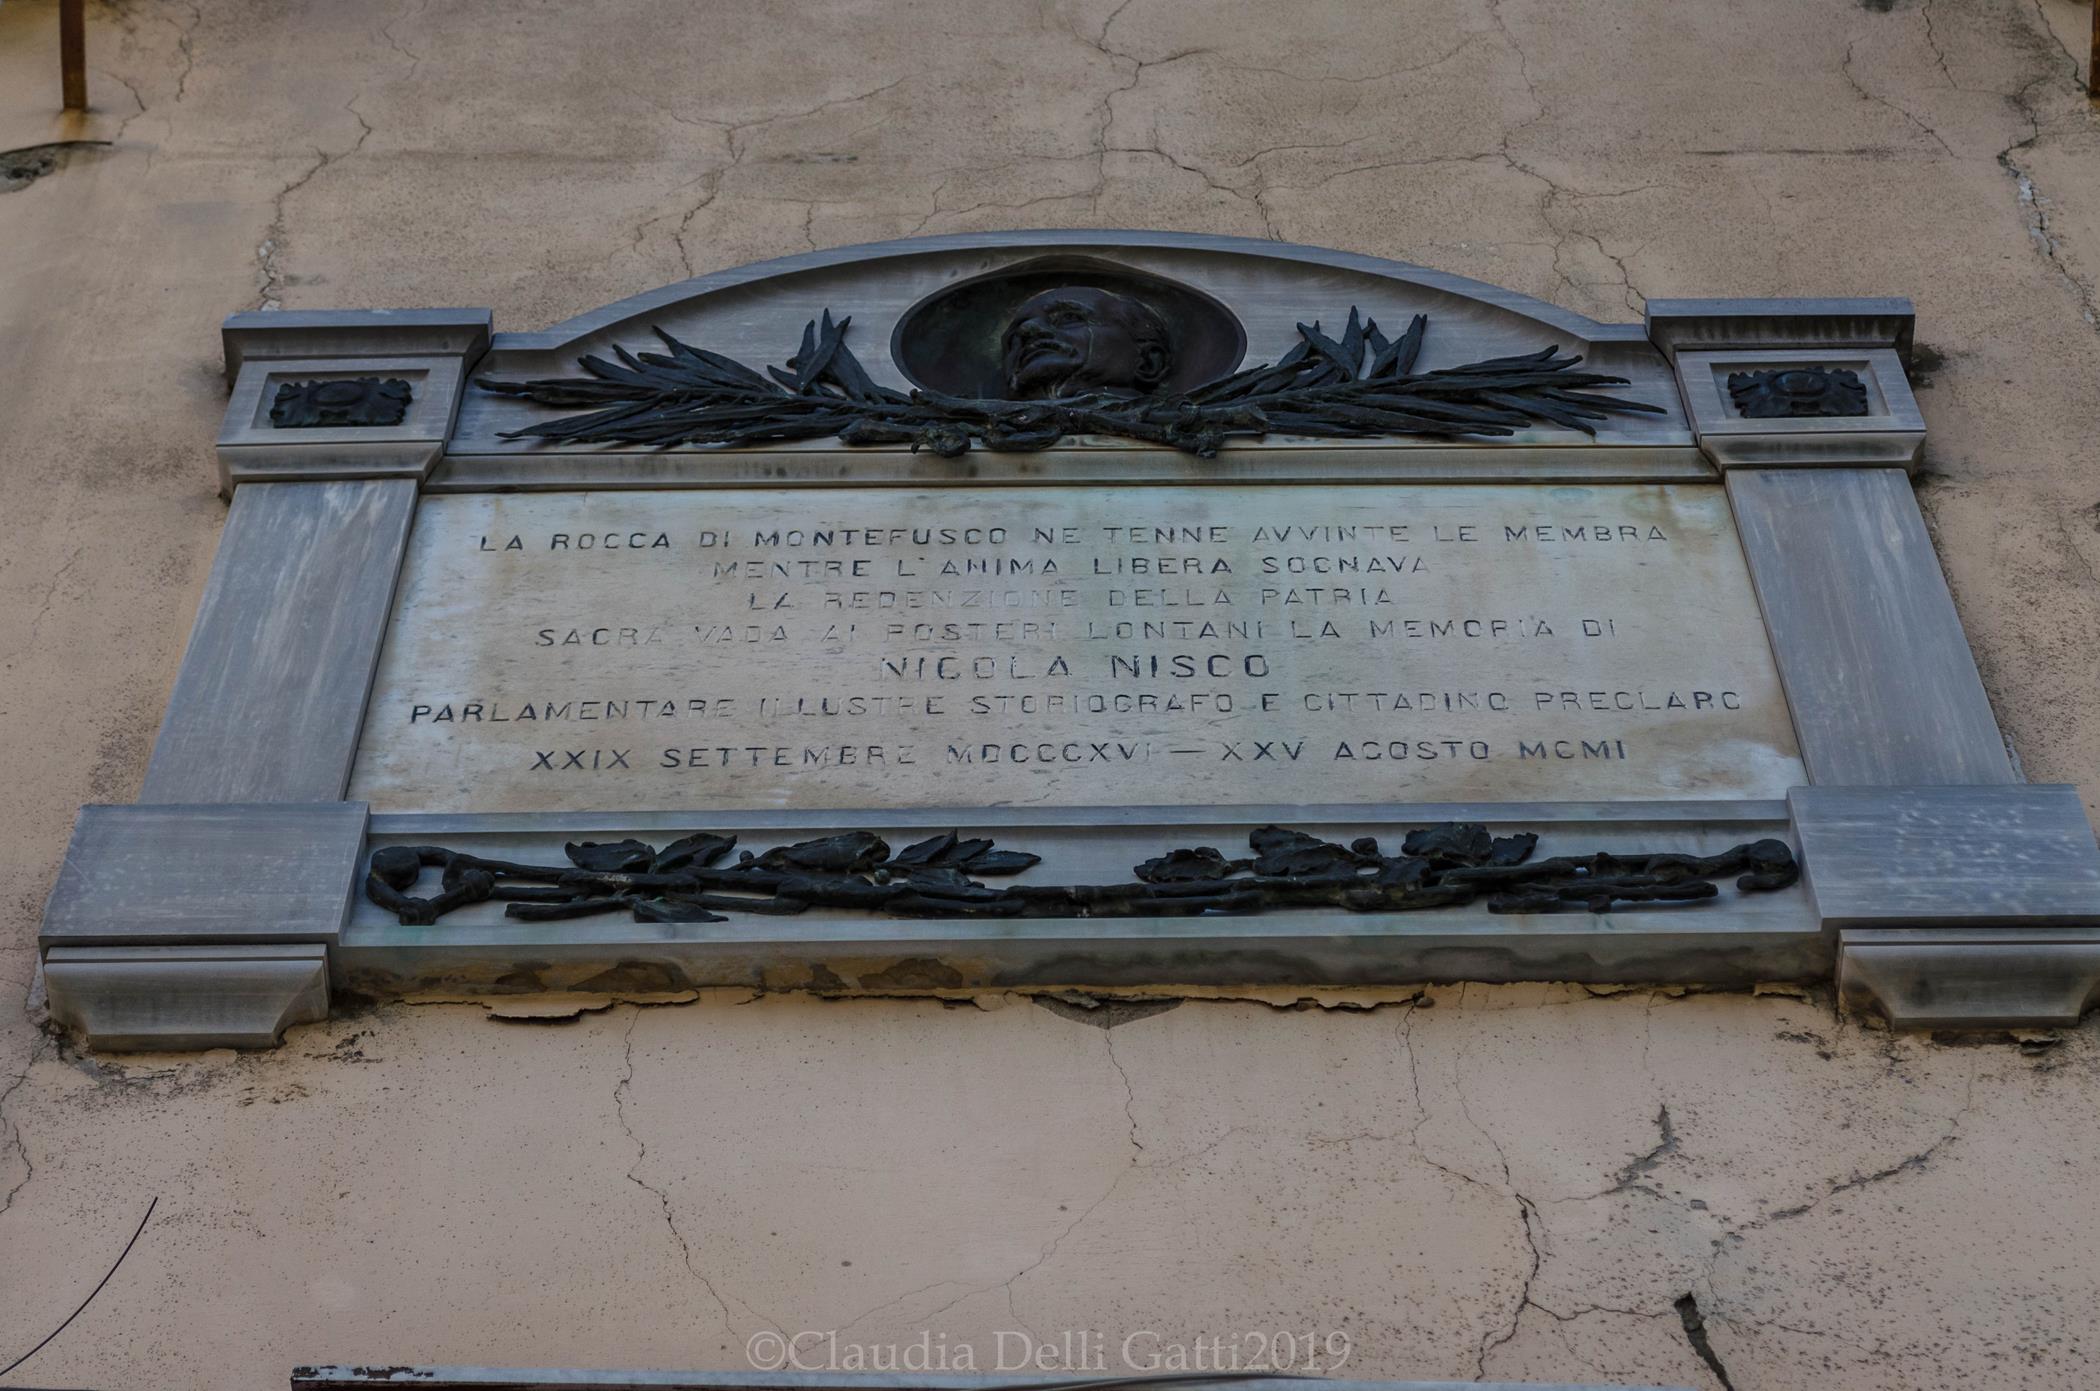 LA ROCCA DI MONTEFUSCO NE TENNE AVVINTE LE MEMBRA
MENTRE L'ANIMA LIBERA SOGNAVA
LA REDENZIONE DELLA PATRIA
SACRA VADA AI POSTERI LONTANI LA MEMORIA DI
NICOLA NISCO
PARLAMENTARE ILLUSTRE STORIOGRAFO E CITTADINO PRECLARO
XXIX SETTEMBRE MDCCCXVI — XXV AGOSTO MCMI
©Claudia Delli Gatti2019